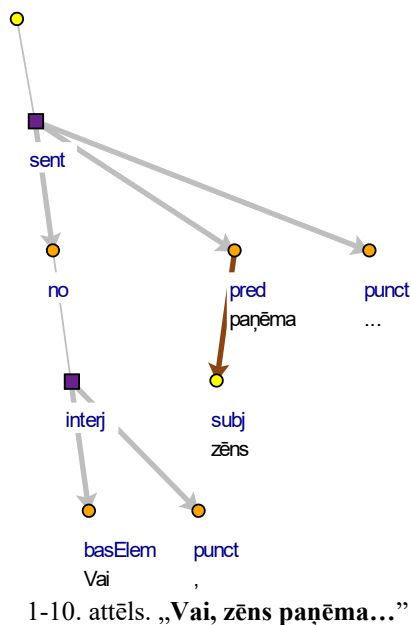 sent
no pred punct
paņēma ...
interj subj
zēns
basElem punct
Vai ,
1-10. attēls. „Vai, zēns paņēma…”